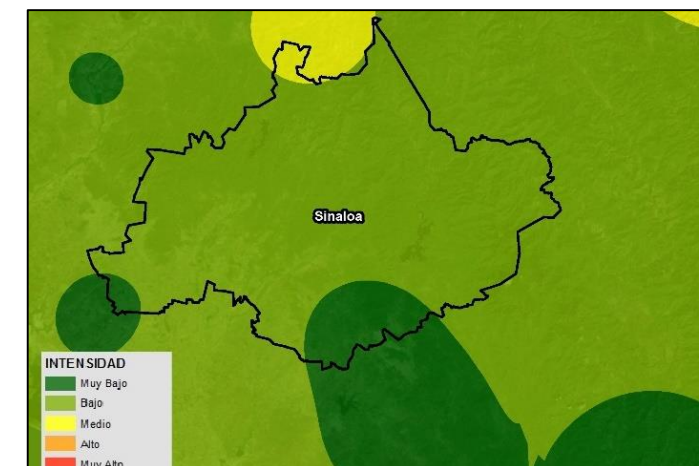 Sinaloa
INTENSIDAD
Muy Bajo
Bajo
Medio
Alto
Muy Alto